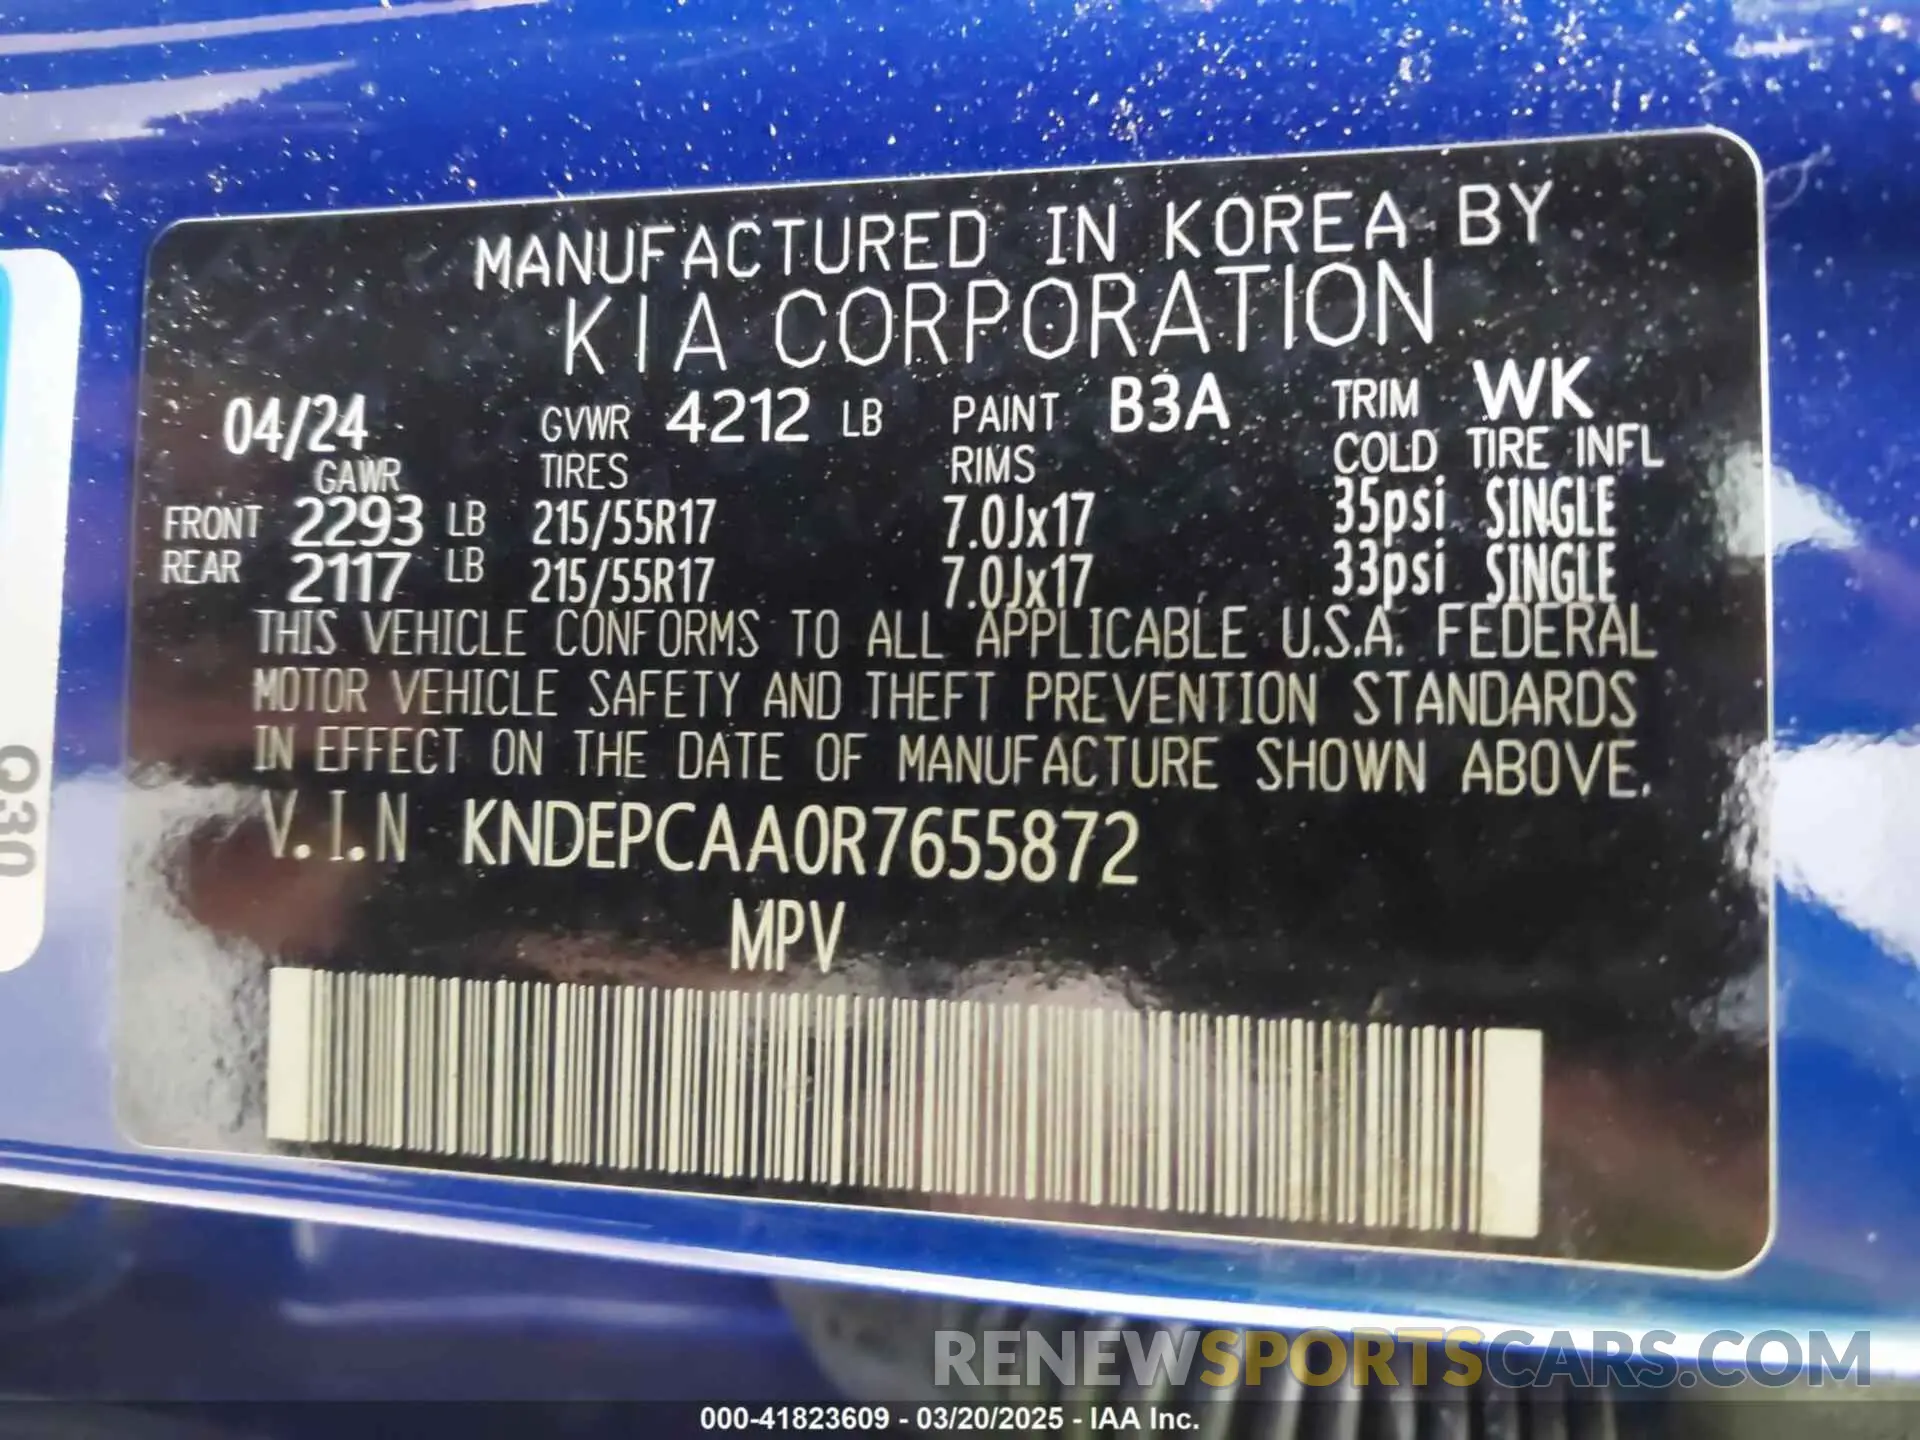 MANUFACTURED IN KOREA BY
KIA CORPORATION
04/24 GVWR 4212 LB PAINT B3A TRIM WK
GAWR TIRES RIMS COLD TIRE INFL
FRONT 2293 LB 215/55R17 7.0Jx17 35psi SINGLE
REAR 2117 LB 215/55R17 7.0Jx17 33psi SINGLE
THIS VEHICLE CONFORMS TO ALL APPLICABLE U.S.A. FEDERAL
MOTOR VEHICLE SAFETY AND THEFT PREVENTION STANDARDS
IN EFFECT ON THE DATE OF MANUFACTURE SHOWN ABOVE.
V.I.N KNDEPCAA0R7655872
MPV
Q30
RENEWSPORTSCARS.COM
000-41823609 - 03/20/2025 - IAA Inc.